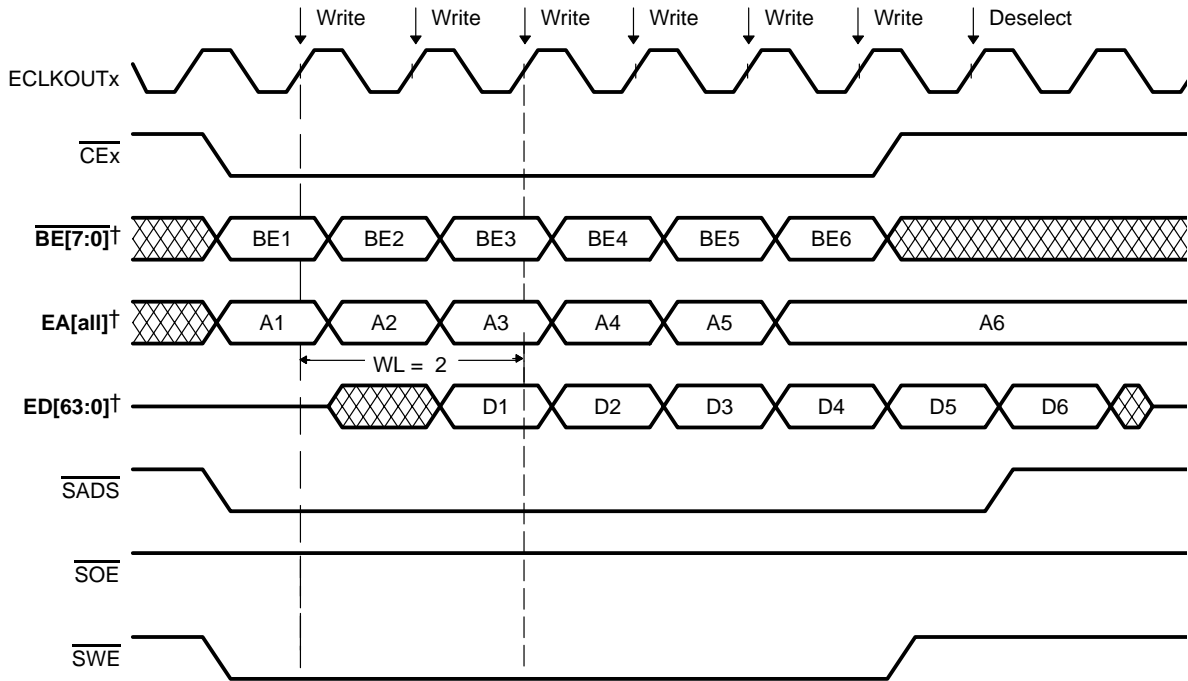 Write Write Write Write Write Write Deselect
ECLKOUTx
CEx
BE[7:0]† BE1 BE2 BE3 BE4 BE5 BE6
EA[all]† A1 A2 A3 A4 A5 A6
WL = 2
ED[63:0]† D1 D2 D3 D4 D5 D6
SADS
SOE
SWE